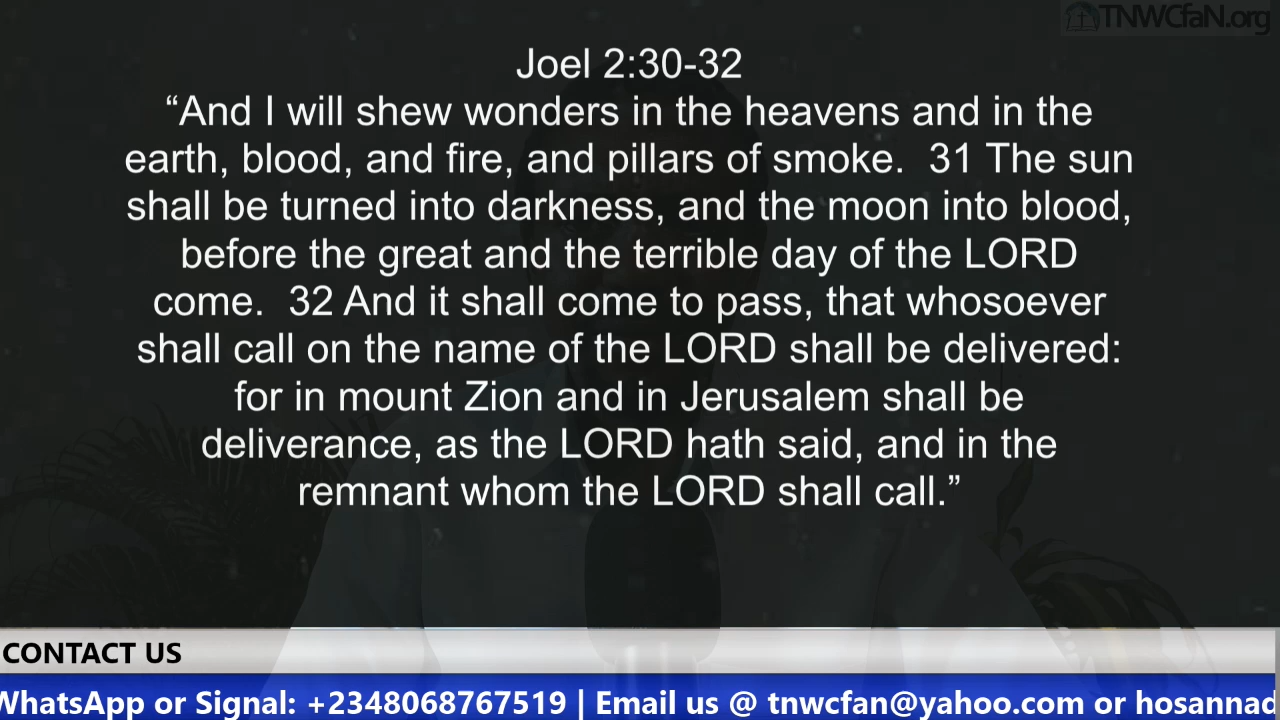 TNWCfaN.org
Joel 2:30-32
“And I will shew wonders in the heavens and in the
earth, blood, and fire, and pillars of smoke.  31 The sun
shall be turned into darkness, and the moon into blood,
before the great and the terrible day of the LORD
come.  32 And it shall come to pass, that whosoever
shall call on the name of the LORD shall be delivered:
for in mount Zion and in Jerusalem shall be
deliverance, as the LORD hath said, and in the
remnant whom the LORD shall call.”
CONTACT US
WhatsApp or Signal: +2348068767519 | Email us @ tnwcfan@yahoo.com or hosannad